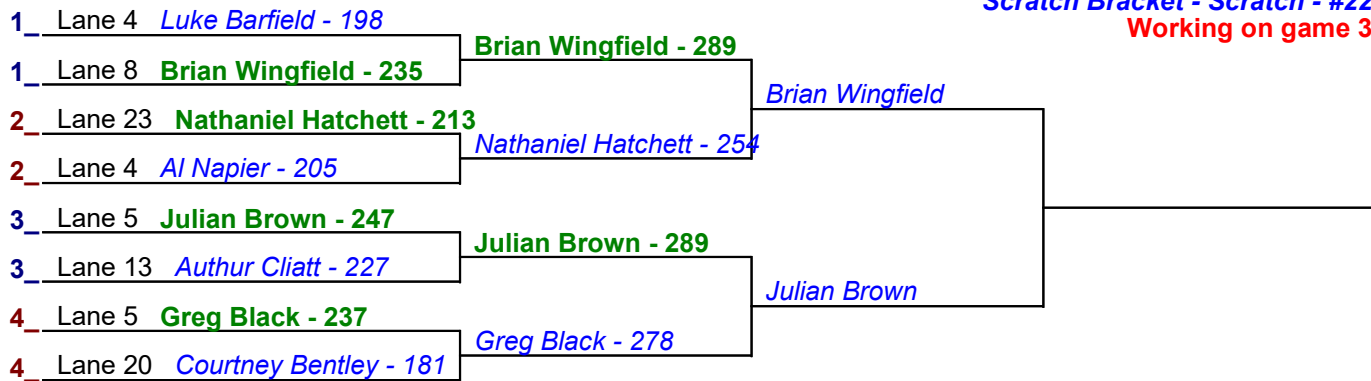 Scratch Bracket - Scratch - #22
Working on game 3
1_ Lane 4 Luke Barfield - 198
Brian Wingfield - 289
1_ Lane 8 Brian Wingfield - 235
Brian Wingfield
2_ Lane 23 Nathaniel Hatchett - 213
Nathaniel Hatchett - 254
2_ Lane 4 Al Napier - 205
3_ Lane 5 Julian Brown - 247
Julian Brown - 289
3_ Lane 13 Authur Cliatt - 227
Julian Brown
4_ Lane 5 Greg Black - 237
Greg Black - 278
4_ Lane 20 Courtney Bentley - 181